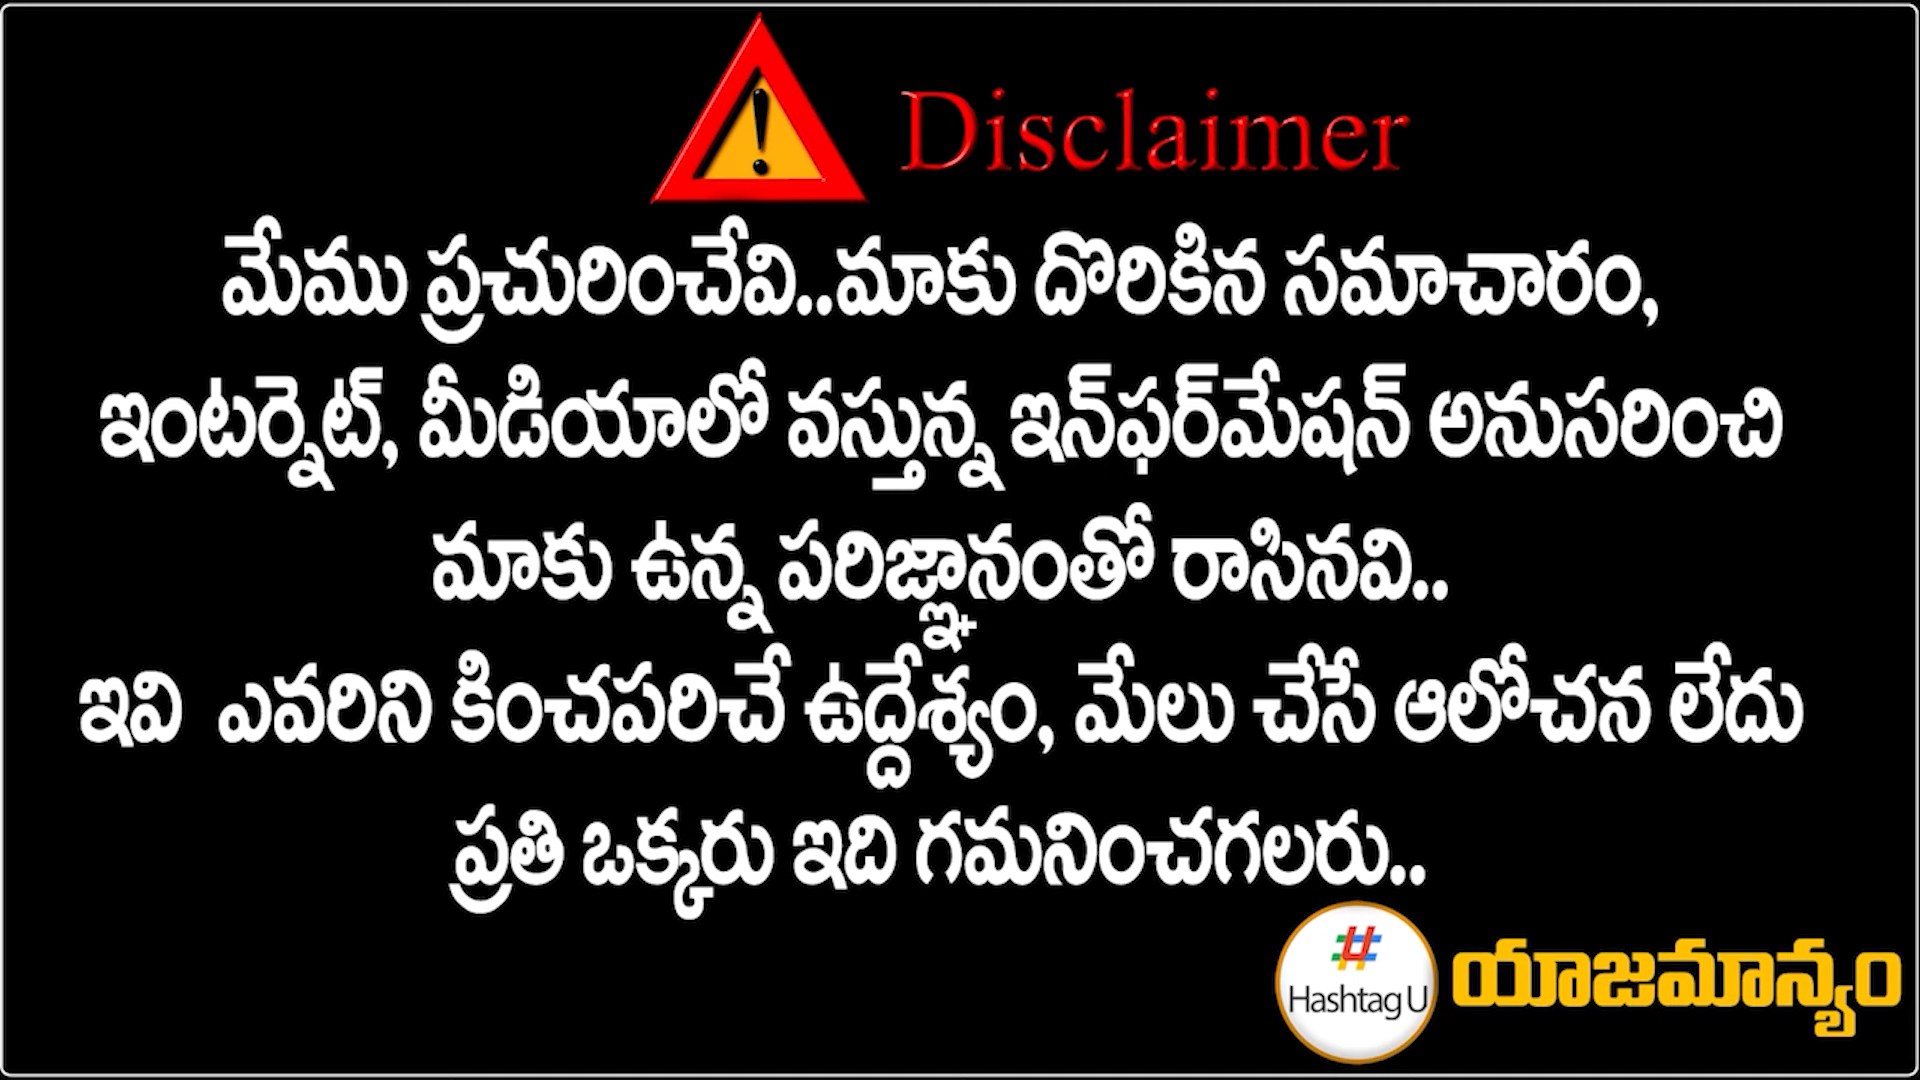 Disclaimer
మేము ప్రచురించేవి..మాకు దొరికిన సమాచారం,
ఇంటర్నెట్, మీడియాలో వస్తున్న ఇన్‌ఫర్‌మేషన్ అనుసరించి
మాకు ఉన్న పరిజ్ఞానంతో రాసినవి..
ఇవి ఎవరిని కించపరిచే ఉద్దేశ్యం, మేలు చేసే ఆలోచన లేదు
ప్రతి ఒక్కరు ఇది గమనించగలరు..
Hashtag U
యాజమాన్యం